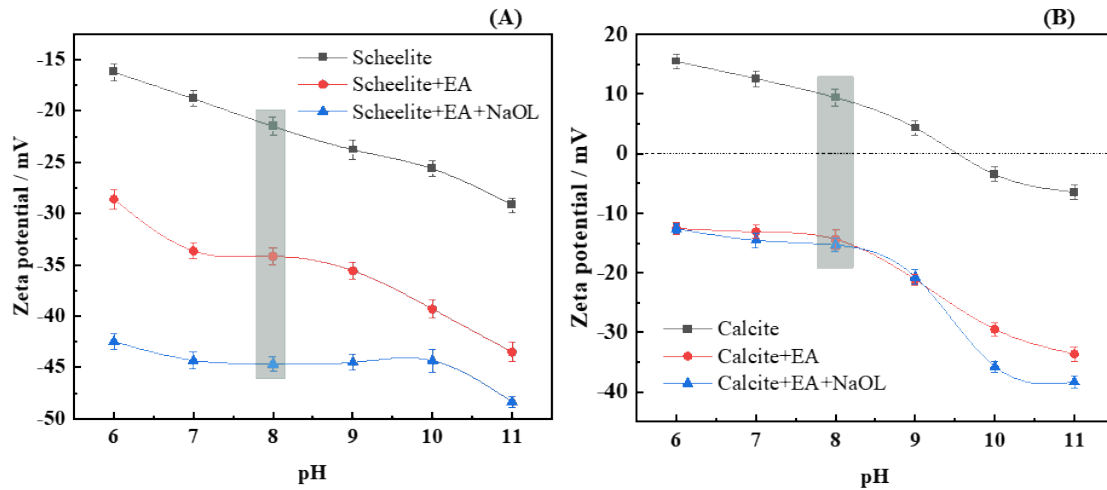 (A)
Zeta potential / mV
-15
-20
-25
-30
-35
-40
-45
-50
Scheelite
Scheelite+EA
Scheelite+EA+NaOL
6 7 8 9 10 11
pH
(B)
Zeta potential / mV
20
10
0
-10
-20
-30
-40
Calcite
Calcite+EA
Calcite+EA+NaOL
6 7 8 9 10 11
pH